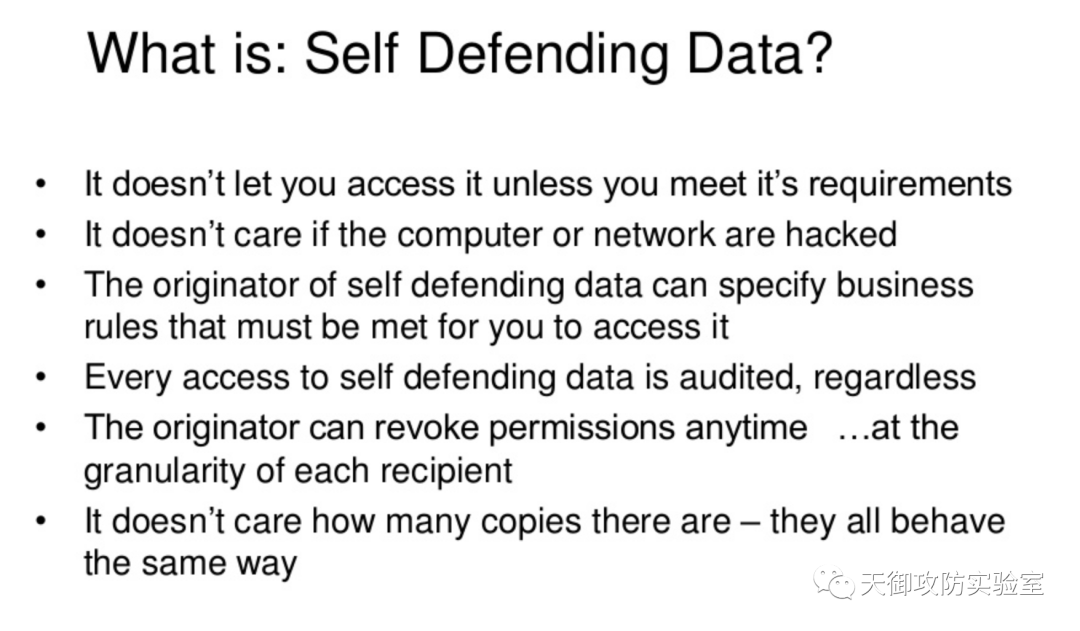 What is: Self Defending Data?
• It doesn’t let you access it unless you meet it’s requirements
• It doesn’t care if the computer or network are hacked
• The originator of self defending data can specify business
rules that must be met for you to access it
• Every access to self defending data is audited, regardless
• The originator can revoke permissions anytime …at the
granularity of each recipient
• It doesn’t care how many copies there are – they all behave
the same way
天御攻防实验室